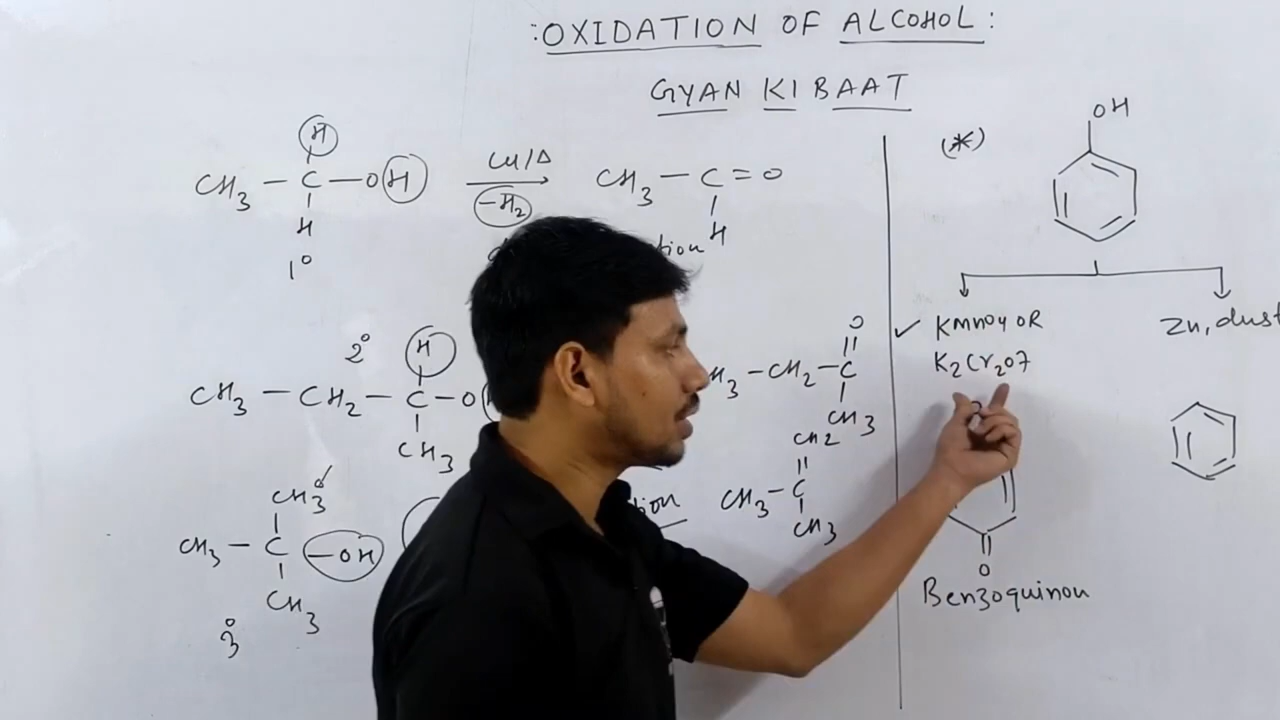 :OXIDATION OF ALCOHOL:
GYAN KI BAAT
CH3 - C - OH
H
H
1°
Cu/Δ
-H2
CH3 - C = O
H
2°
CH3 - CH2 - C - O
H
CH3
H3 - CH2 - C
O
CH3
CH3
CH3 - C - OH
CH3
3°
CH2
CH3 - C
CH3
(*)
OH
✓ KMnO4 OR
K2Cr2O7
Zn, dust
O
Benzoquinon